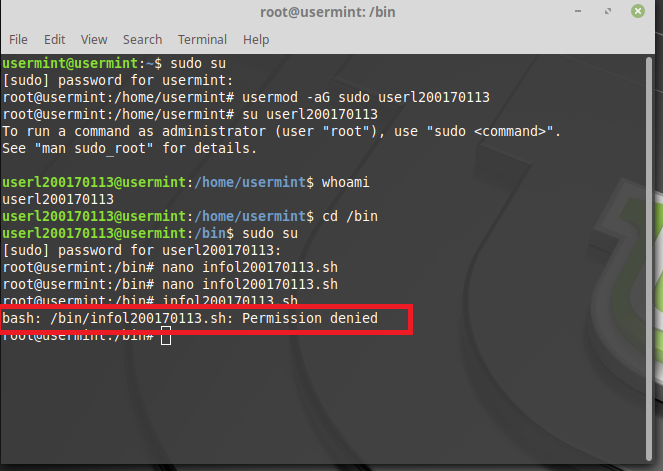 root@usermint: /bin
File Edit View Search Terminal Help
usermint@usermint:~$ sudo su
[sudo] password for usermint:
root@usermint:/home/usermint# usermod -aG sudo userl200170113
root@usermint:/home/usermint# su userl200170113
To run a command as administrator (user "root"), use "sudo <command>".
See "man sudo_root" for details.
userl200170113@usermint:/home/usermint$ whoami
userl200170113
userl200170113@usermint:/home/usermint$ cd /bin
userl200170113@usermint:/bin$ sudo su
[sudo] password for userl200170113:
root@usermint:/bin# nano infol200170113.sh
root@usermint:/bin# nano infol200170113.sh
root@usermint:/bin# infol200170113.sh
bash: /bin/infol200170113.sh: Permission denied
root@usermint:/bin#